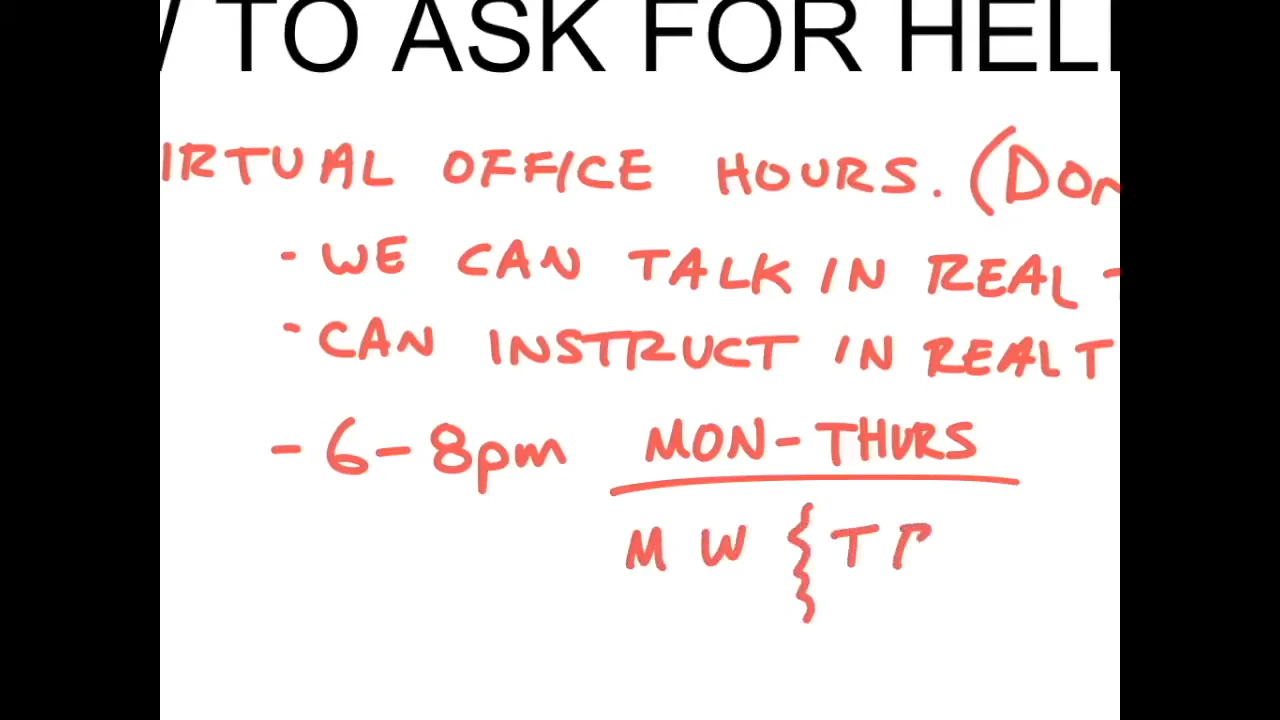 TO ASK FOR HEL
IRTUAL OFFICE HOURS. (DON
- WE CAN TALK IN REAL T
- CAN INSTRUCT IN REAL T
- 6-8pm MON-THURS
M W { T